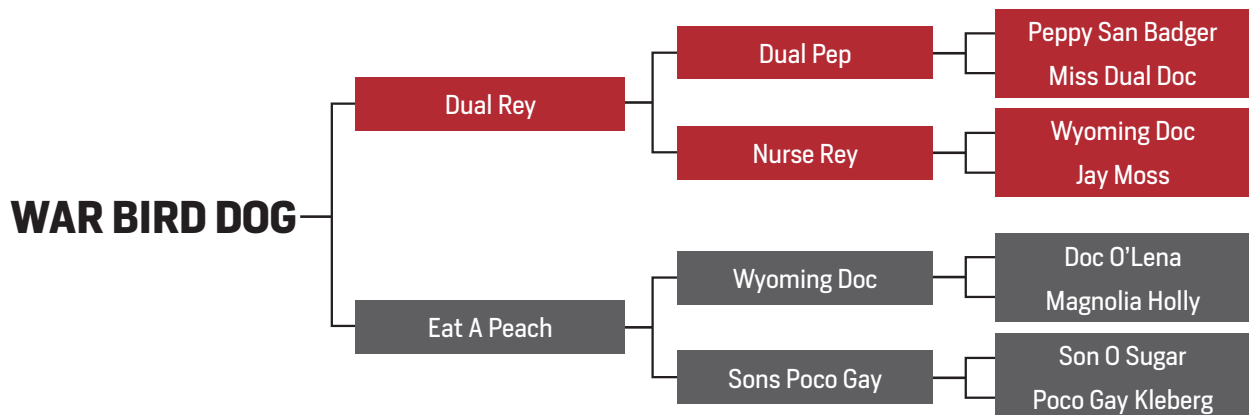 WAR BIRD DOG
Dual Rey
Eat A Peach
Dual Pep
Nurse Rey
Wyoming Doc
Sons Poco Gay
Peppy San Badger
Miss Dual Doc
Wyoming Doc
Jay Moss
Doc O’Lena
Magnolia Holly
Son O Sugar
Poco Gay Kleberg